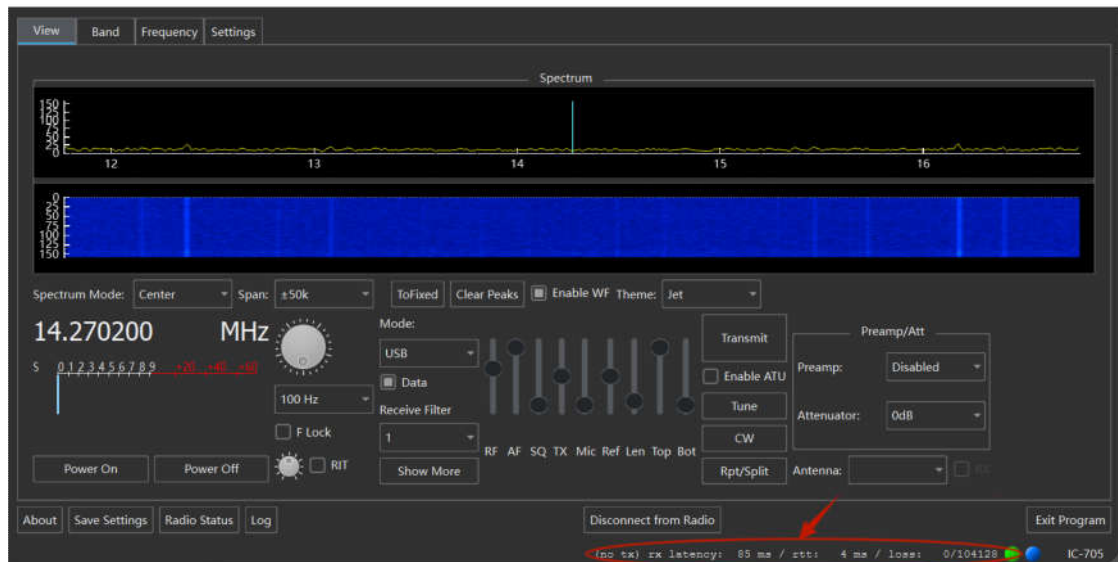 View Band Frequency Settings
Spectrum
150
125
100
75
50
25
0
12 13 14 15 16
0
25
50
75
100
125
150
Spectrum Mode: Center Span: ±50k ToFixed Clear Peaks Enable WF Theme: Jet
14.270200 MHz
S 0 1 2 3 4 5 6 7 8 9 +20 +40 +60
100 Hz
F Lock
RIT
Power On Power Off
Mode:
USB
Data
Receive Filter
1
Show More
RF AF SQ TX Mic Ref Len Top Bot
Transmit
Enable ATU
Tune
CW
Rpt/Split
Preamp/Att
Preamp: Disabled
Attenuator: 0dB
Antenna:
About Save Settings Radio Status Log Disconnect from Radio Exit Program
(no tx) rx latency: 85 ms / rtt: 4 ms / loss: 0/104128 IC-705